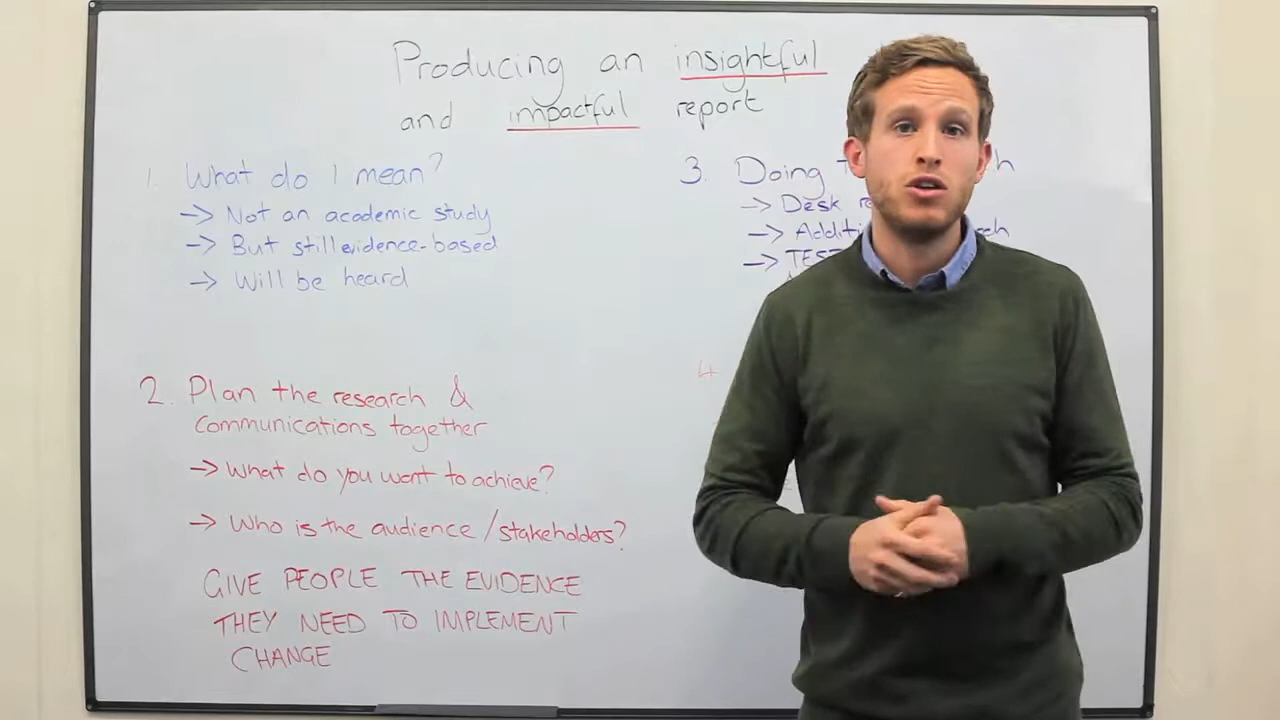 Producing an insightful
and impactful report
1. What do I mean?
→ Not an academic study
→ But still evidence-based
→ Will be heard
2. Plan the research &
communications together
→ What do you want to achieve?
→ Who is the audience / stakeholders?
GIVE PEOPLE THE EVIDENCE
THEY NEED TO IMPLEMENT
CHANGE
3. Doing
→ Desk
→
→ TEST
4